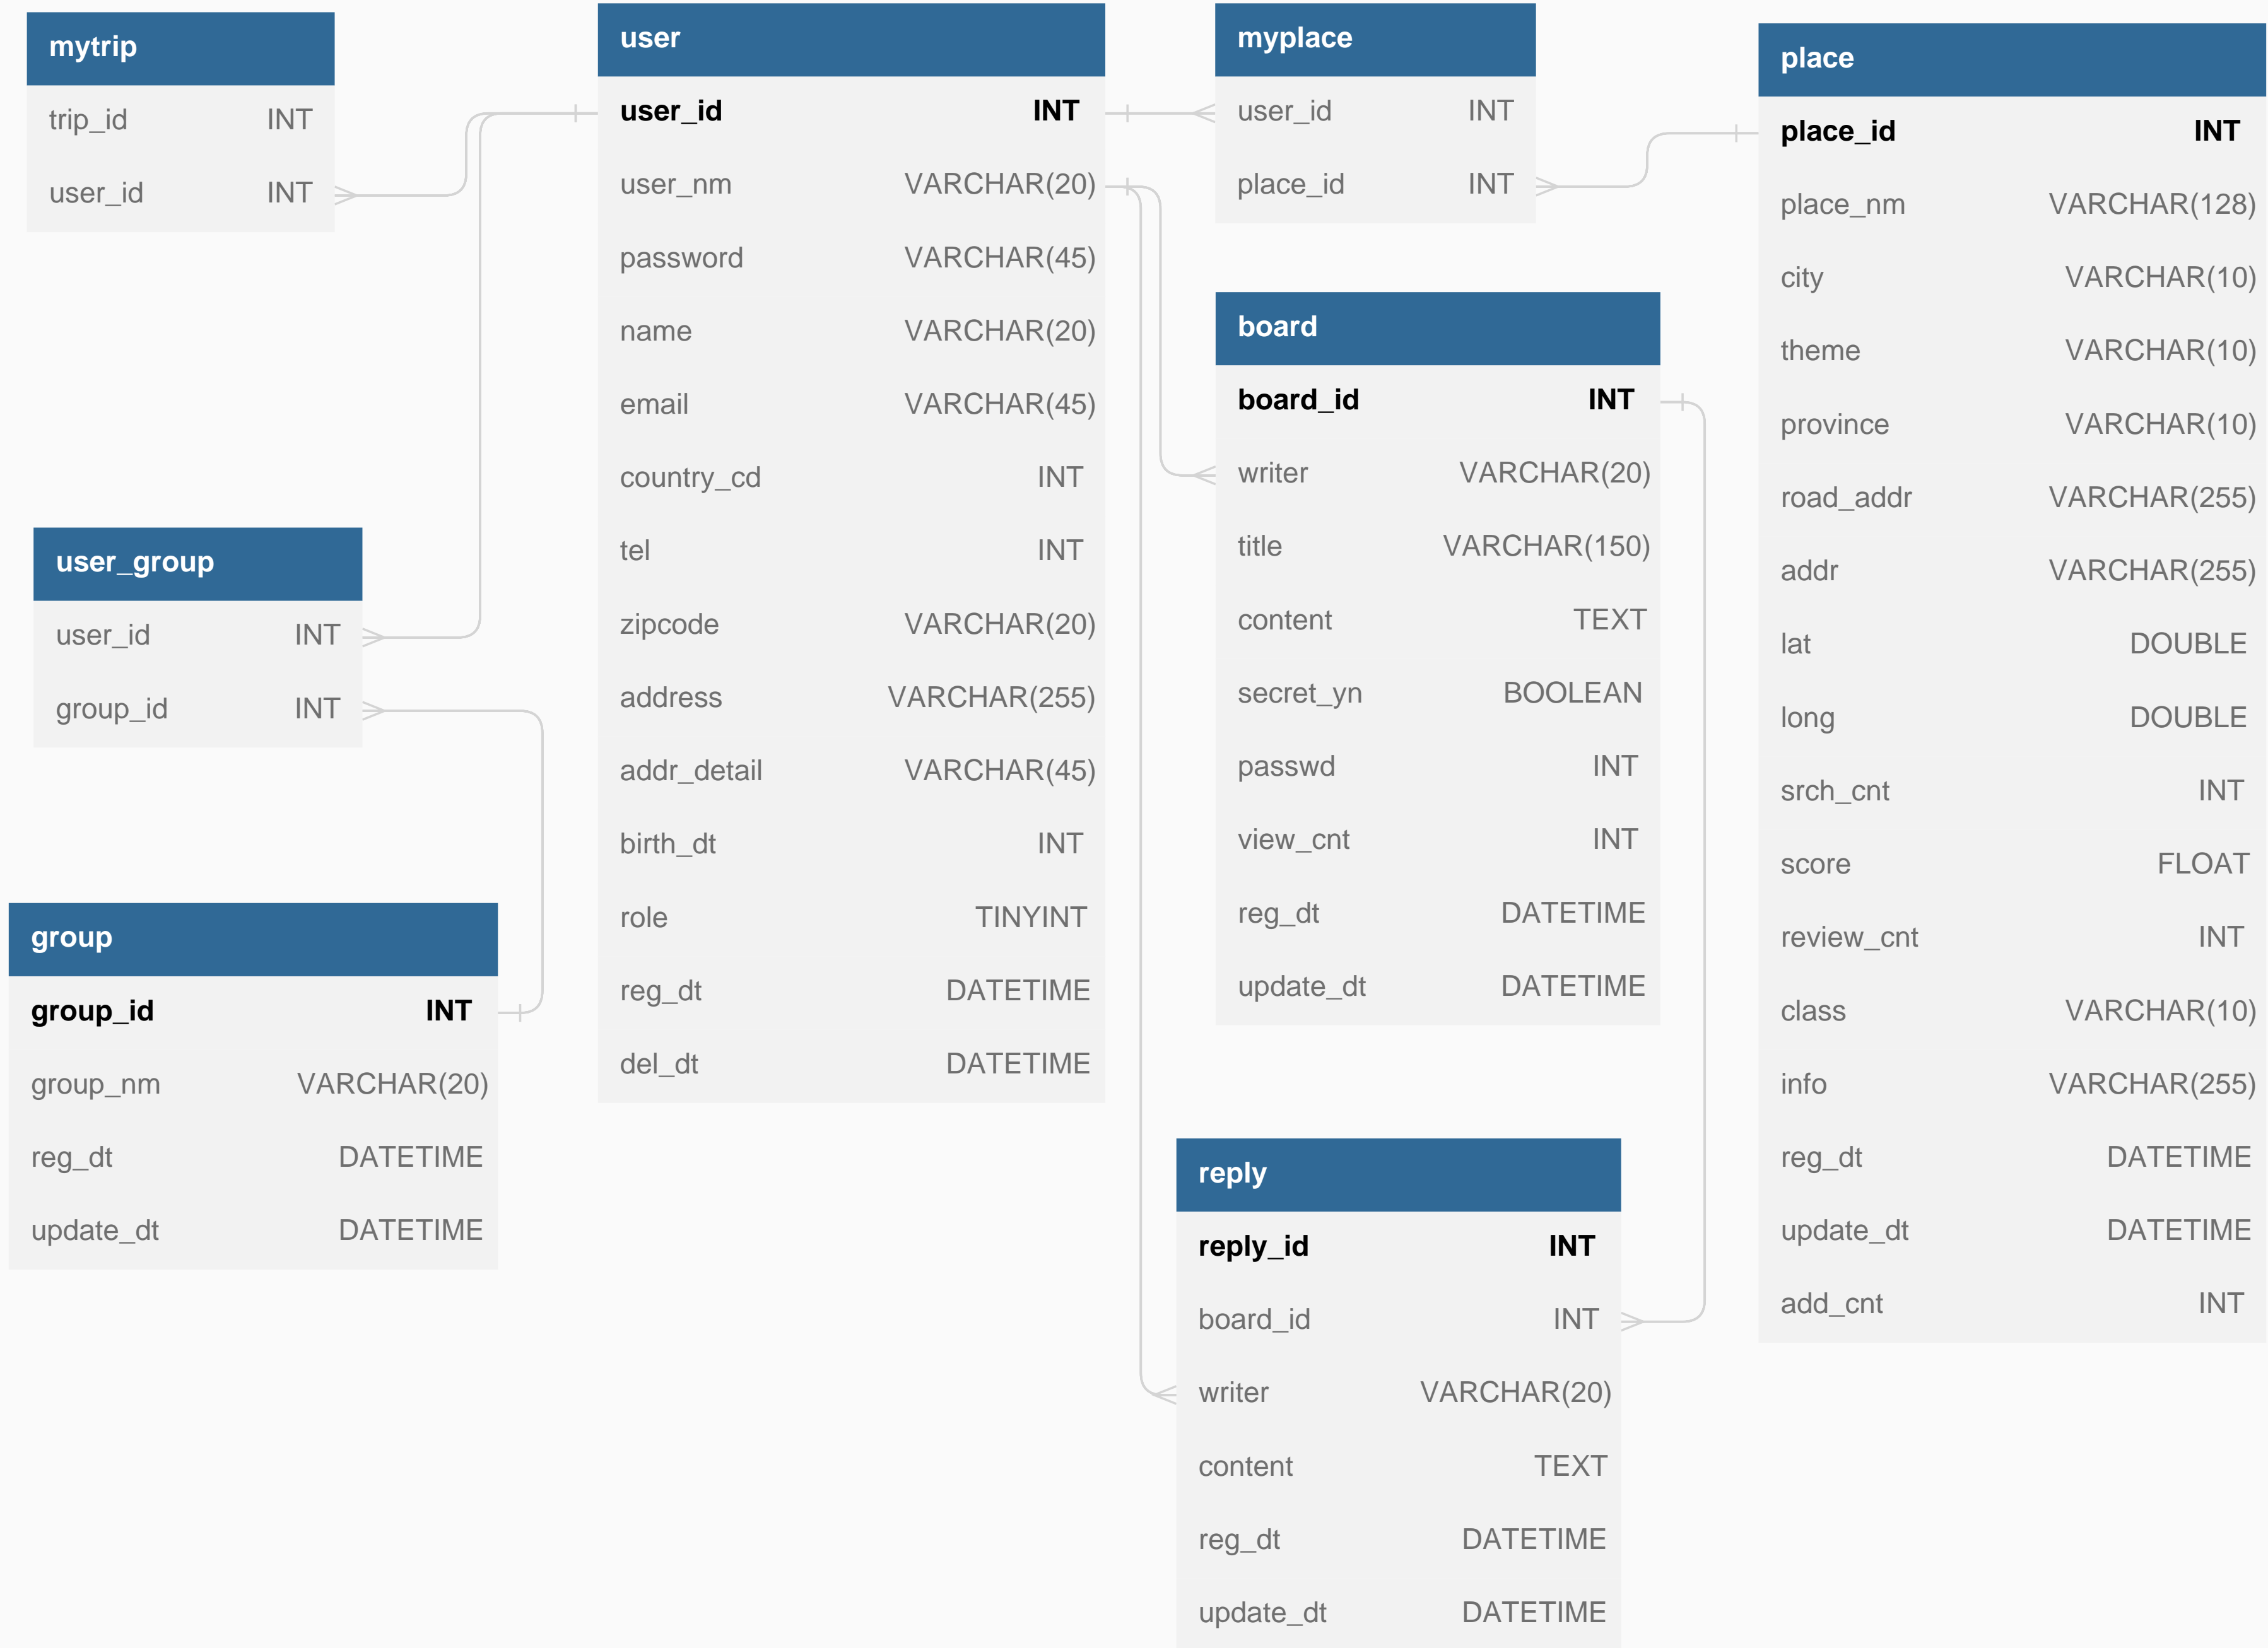 mytrip
trip_id INT
user_id INT
user
user_id INT
user_nm VARCHAR(20)
password VARCHAR(45)
name VARCHAR(20)
email VARCHAR(45)
country_cd INT
tel INT
zipcode VARCHAR(20)
address VARCHAR(255)
addr_detail VARCHAR(45)
birth_dt INT
role TINYINT
reg_dt DATETIME
del_dt DATETIME
myplace
user_id INT
place_id INT
place
place_id INT
place_nm VARCHAR(128)
city VARCHAR(10)
theme VARCHAR(10)
province VARCHAR(10)
road_addr VARCHAR(255)
addr VARCHAR(255)
lat DOUBLE
long DOUBLE
srch_cnt INT
score FLOAT
review_cnt INT
class VARCHAR(10)
info VARCHAR(255)
reg_dt DATETIME
update_dt DATETIME
add_cnt INT
board
board_id INT
writer VARCHAR(20)
title VARCHAR(150)
content TEXT
secret_yn BOOLEAN
passwd INT
view_cnt INT
reg_dt DATETIME
update_dt DATETIME
user_group
user_id INT
group_id INT
group
group_id INT
group_nm VARCHAR(20)
reg_dt DATETIME
update_dt DATETIME
reply
reply_id INT
board_id INT
writer VARCHAR(20)
content TEXT
reg_dt DATETIME
update_dt DATETIME